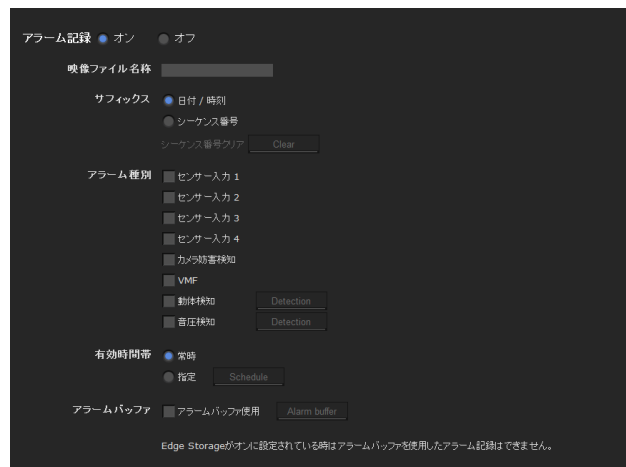 アラーム記録 オン オフ
映像ファイル名称
サフィックス 日付 / 時刻
シーケンス番号
シーケンス番号クリア Clear
アラーム種別 センサー入力 1
センサー入力 2
センサー入力 3
センサー入力 4
カメラ妨害検知
VMF
動体検知 Detection
音圧検知 Detection
有効時間帯 常時
指定 Schedule
アラームバッファ アラームバッファ使用 Alarm buffer
Edge Storageがオンに設定されている時はアラームバッファを使用したアラーム記録はできません。